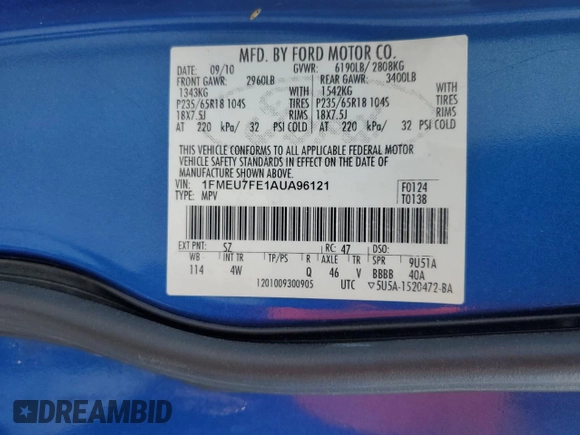 MFD. BY FORD MOTOR CO.
DATE: 09/10 GVWR: 6190LB/ 2808KG
FRONT GAWR: 2960LB REAR GAWR: 3400LB
1343KG WITH 1542KG WITH
P235/65R18 104S TIRES P235/65R18 104S TIRES
18X7.5J RIMS 18X7.5J RIMS
AT 220 kPa/ 32 PSI COLD AT 220 kPa/ 32 PSI COLD
THIS VEHICLE CONFORMS TO ALL APPLICABLE FEDERAL MOTOR
VEHICLE SAFETY STANDARDS IN EFFECT ON THE DATE OF
MANUFACTURE SHOWN ABOVE.
VIN: 1FMEU7FE1AUA96121 F0124
TYPE: MPV T0138
EXT PNT: SZ RC: 47 DSO:
WB INT TR TP/PS R AXLE TR SPR 9U51A
114 4W Q 46 V BBBB 40A
1201009300905 UTC ▽5U5A-1520472-BA
DREAMBID